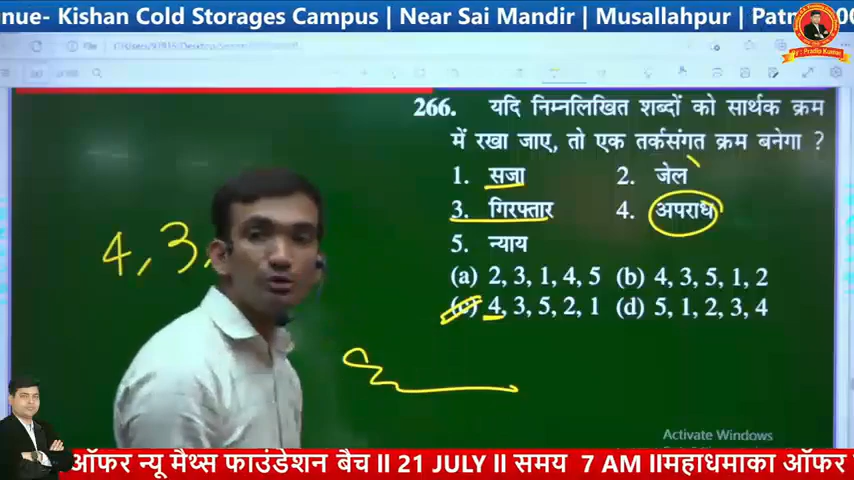 nue- Kishan Cold Storages Campus | Near Sai Mandir | Musallahpur |
266. यदि निम्नलिखित शब्दों को सार्थक क्रम
में रखा जाए, तो एक तर्कसंगत क्रम बनेगा ?
1. सजा 2. जेल
3. गिरफ्तार 4. अपराध
5. न्याय
(a) 2, 3, 1, 4, 5 (b) 4, 3, 5, 1, 2
(c) 4, 3, 5, 2, 1 (d) 5, 1, 2, 3, 4
4, 3,
Activate Windows
ऑफर न्यू मैथ्स फाउंडेशन बैच II 21 JULY II समय 7 AM IIमहाधमाका ऑफर